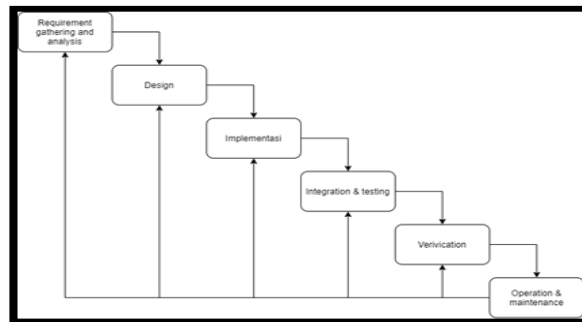 Requirement
gathering and
analysis
Design
Implementasi
Integration & testing
Verivication
Operation &
maintenance